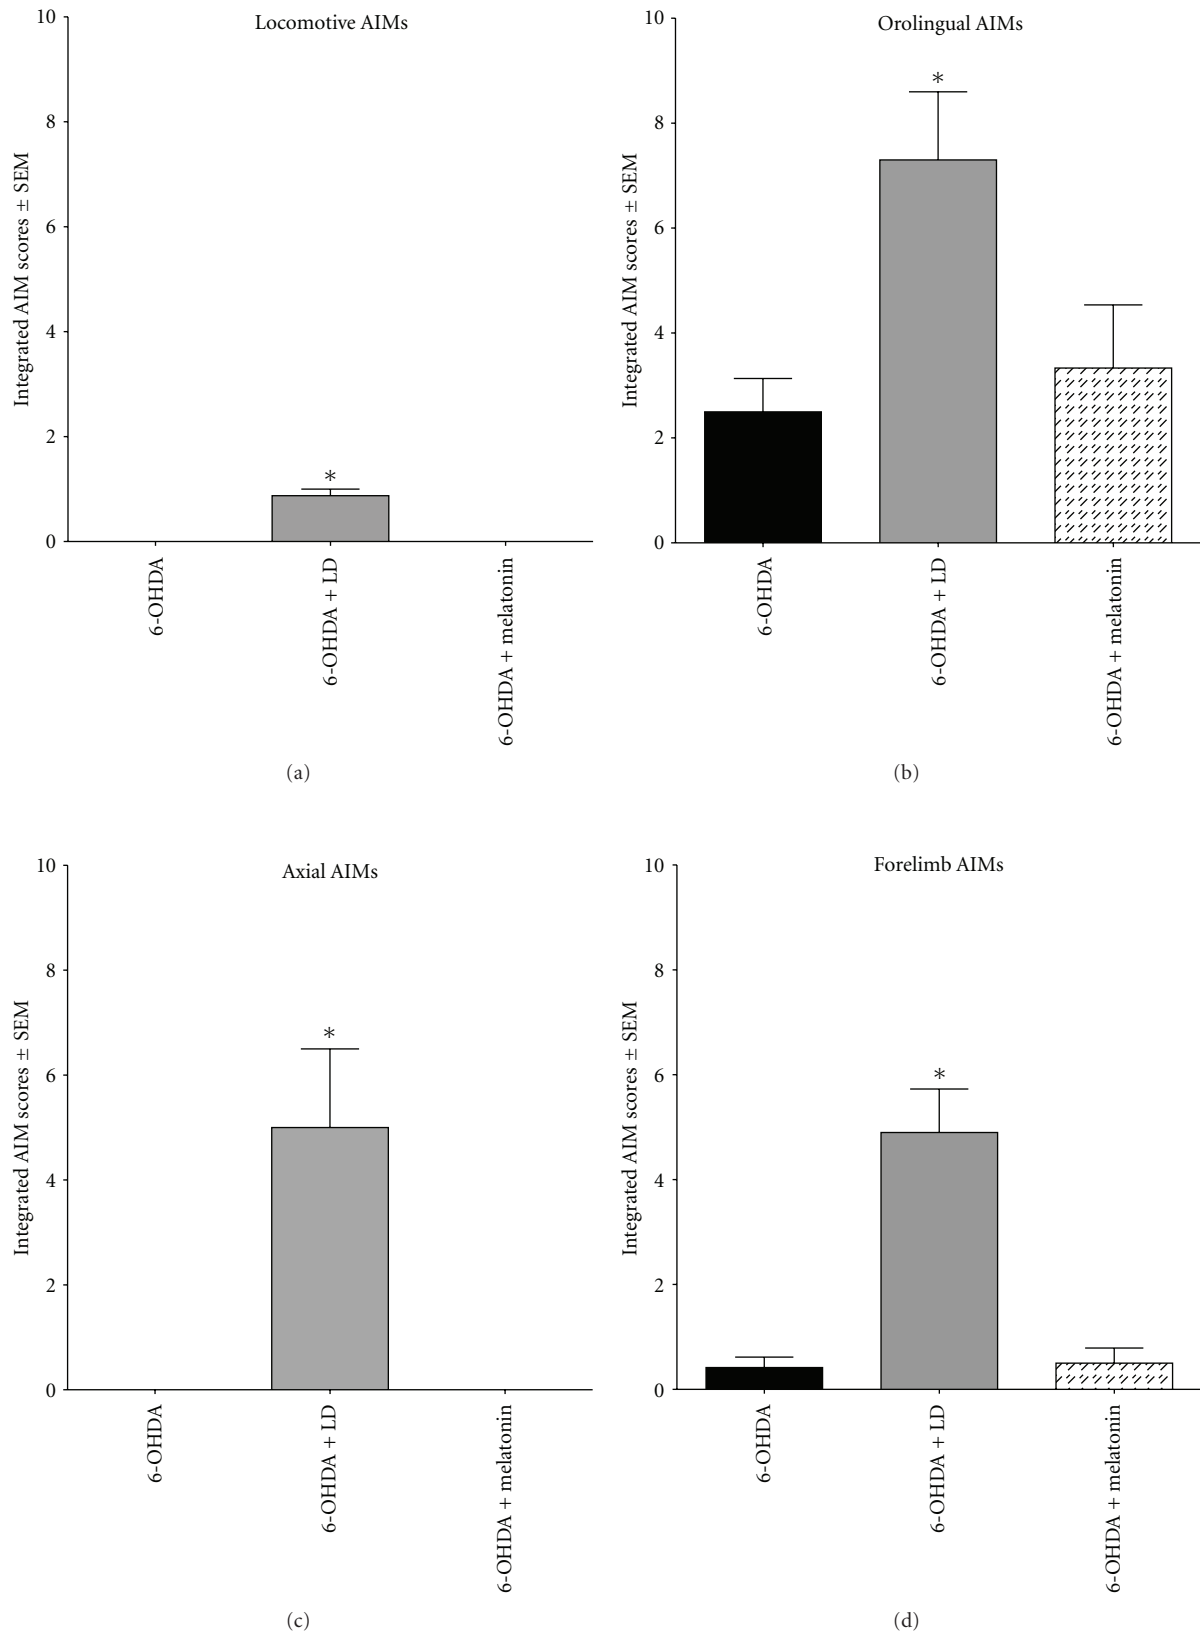 Locomotive AIMs
Integrated AIM scores ± SEM
10
8
6
4
2
0
*
6-OHDA
6-OHDA + LD
6-OHDA + melatonin
(a)
Orolingual AIMs
Integrated AIM scores ± SEM
10
8
6
4
2
0
*
6-OHDA
6-OHDA + LD
6-OHDA + melatonin
(b)
Axial AIMs
Integrated AIM scores ± SEM
10
8
6
4
2
0
*
6-OHDA
6-OHDA + LD
6-OHDA + melatonin
(c)
Forelimb AIMs
Integrated AIM scores ± SEM
10
8
6
4
2
0
*
6-OHDA
6-OHDA + LD
6-OHDA + melatonin
(d)